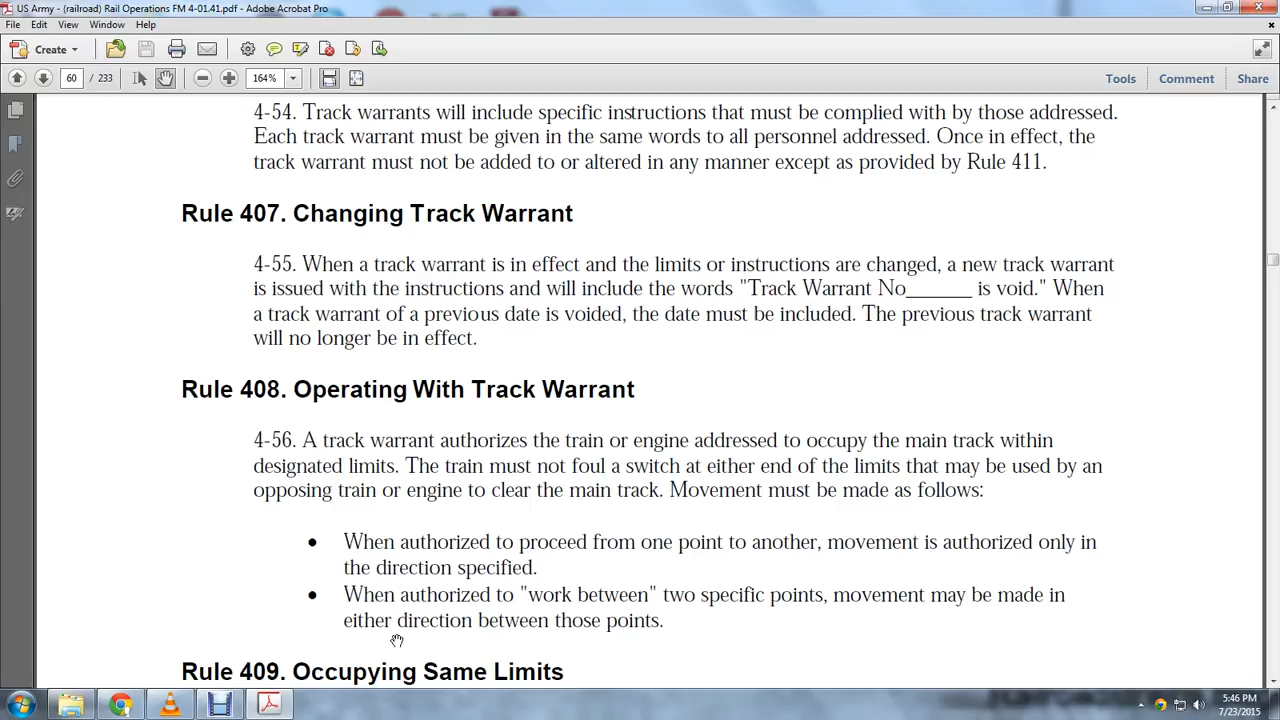 US Army - (railroad) Rail Operations FM 4-01.41.pdf - Adobe Acrobat Pro
File Edit View Window Help
Create
60 / 233 164% Tools Comment Share
4-54. Track warrants will include specific instructions that must be complied with by those addressed.
Each track warrant must be given in the same words to all personnel addressed. Once in effect, the
track warrant must not be added to or altered in any manner except as provided by Rule 411.
Rule 407. Changing Track Warrant
4-55. When a track warrant is in effect and the limits or instructions are changed, a new track warrant
is issued with the instructions and will include the words "Track Warrant No______ is void." When
a track warrant of a previous date is voided, the date must be included. The previous track warrant
will no longer be in effect.
Rule 408. Operating With Track Warrant
4-56. A track warrant authorizes the train or engine addressed to occupy the main track within
designated limits. The train must not foul a switch at either end of the limits that may be used by an
opposing train or engine to clear the main track. Movement must be made as follows:
• When authorized to proceed from one point to another, movement is authorized only in
the direction specified.
• When authorized to "work between" two specific points, movement may be made in
either direction between those points.
Rule 409. Occupying Same Limits
5:46 PM
7/23/2015